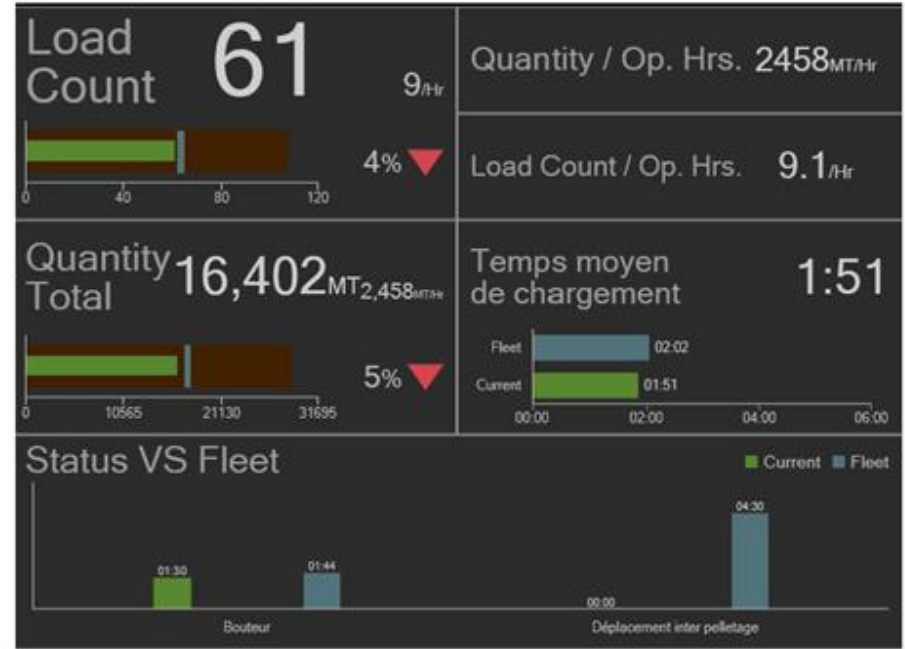 Load Count 61 9/Hr
4%
0 40 80 120
Quantity / Op. Hrs. 2458MT/Hr
Load Count / Op. Hrs. 9.1/Hr
Quantity Total 16,402MT 2,458MT/Hr
5%
0 10565 21130 31695
Temps moyen
de chargement
1:51
Fleet 02:02
Current 01:51
00:00 02:00 04:00 06:00
Status VS Fleet
Current Fleet
01:30 01:44 00:00 04:30
Bouteur Déplacement inter pelletage